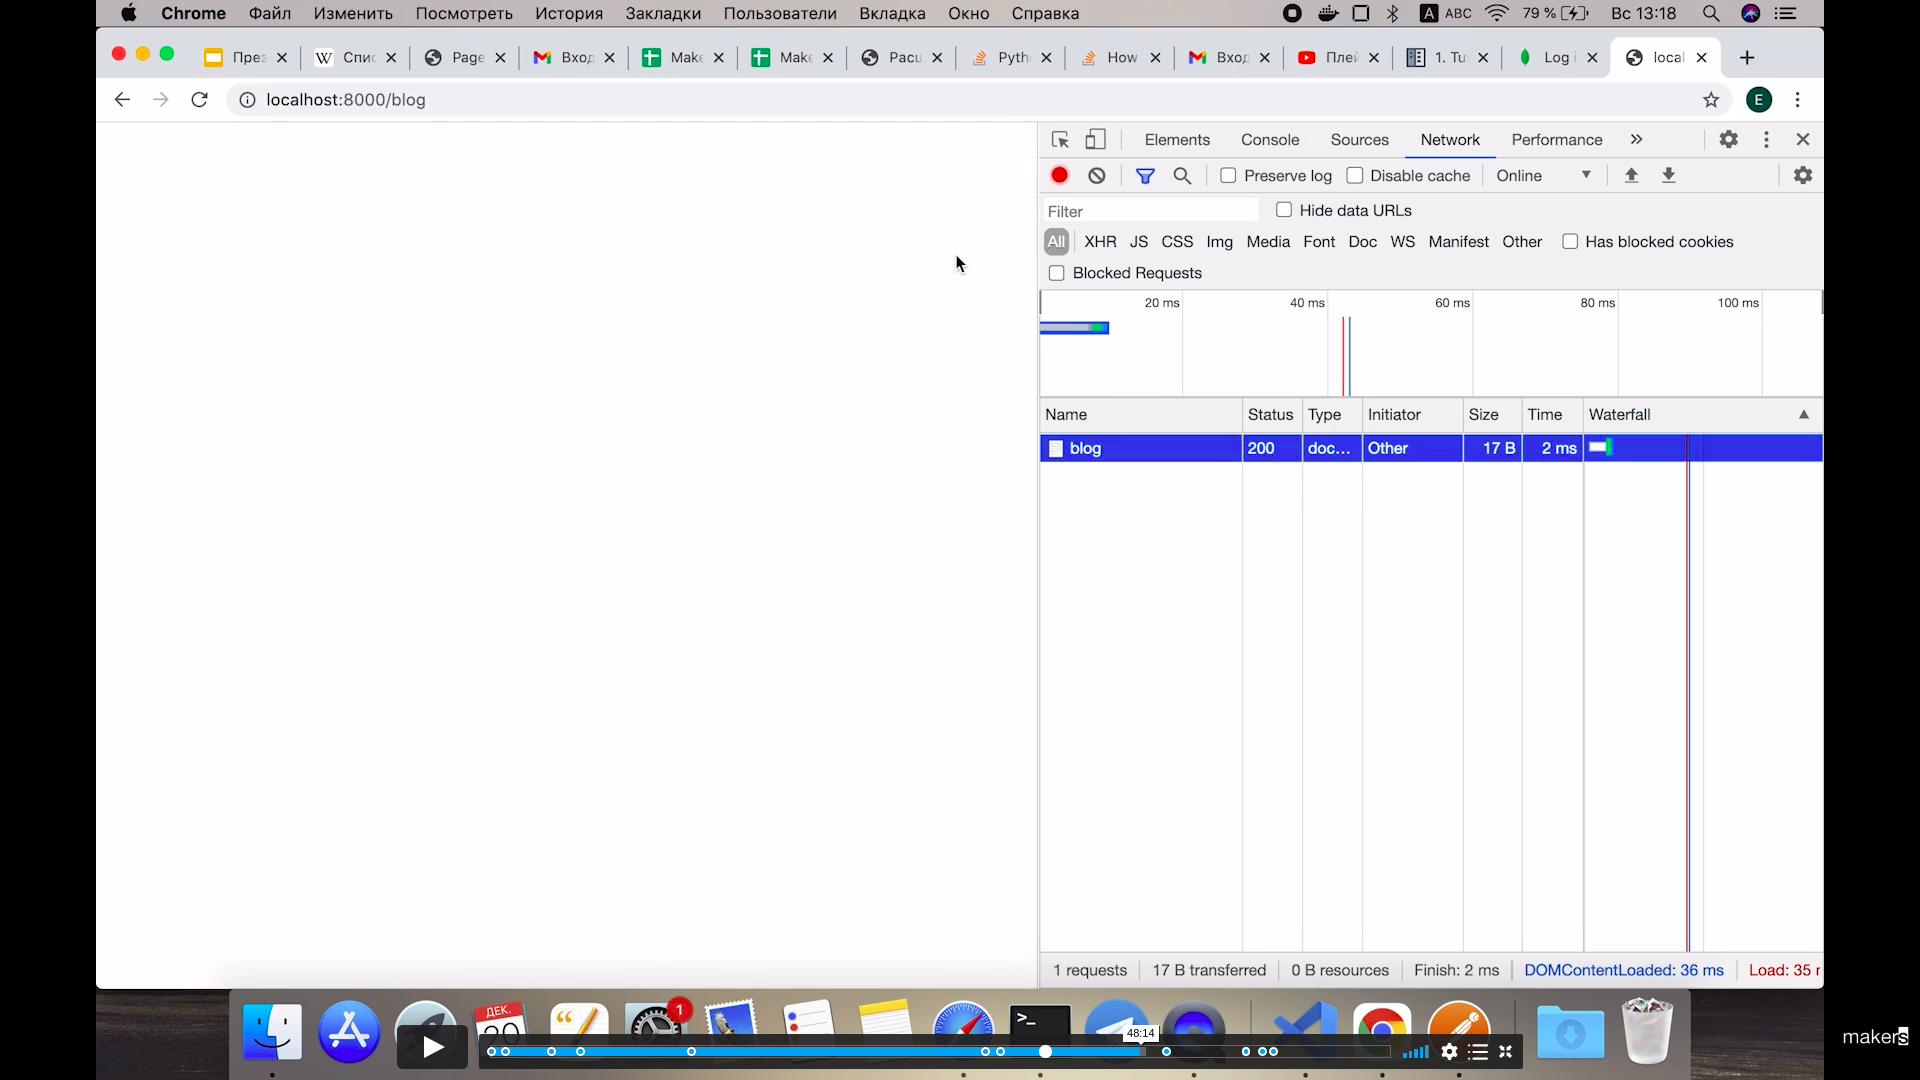 Chrome Файл Изменить Посмотреть История Закладки Пользователи Вкладка Окно Справка A ABC 79 % Вс 13:18
През Спис Page Вход Make Make Расш Pyth How Вход Плей 1. Tu Log i local
localhost:8000/blog E
Elements Console Sources Network Performance
Preserve log Disable cache Online
Filter Hide data URLs
All XHR JS CSS Img Media Font Doc WS Manifest Other Has blocked cookies
Blocked Requests
20 ms 40 ms 60 ms 80 ms 100 ms
Name Status Type Initiator Size Time Waterfall
blog 200 doc... Other 17 B 2 ms
1 requests 17 B transferred 0 B resources Finish: 2 ms DOMContentLoaded: 36 ms Load: 35
ДЕК. 1
48:14
makers